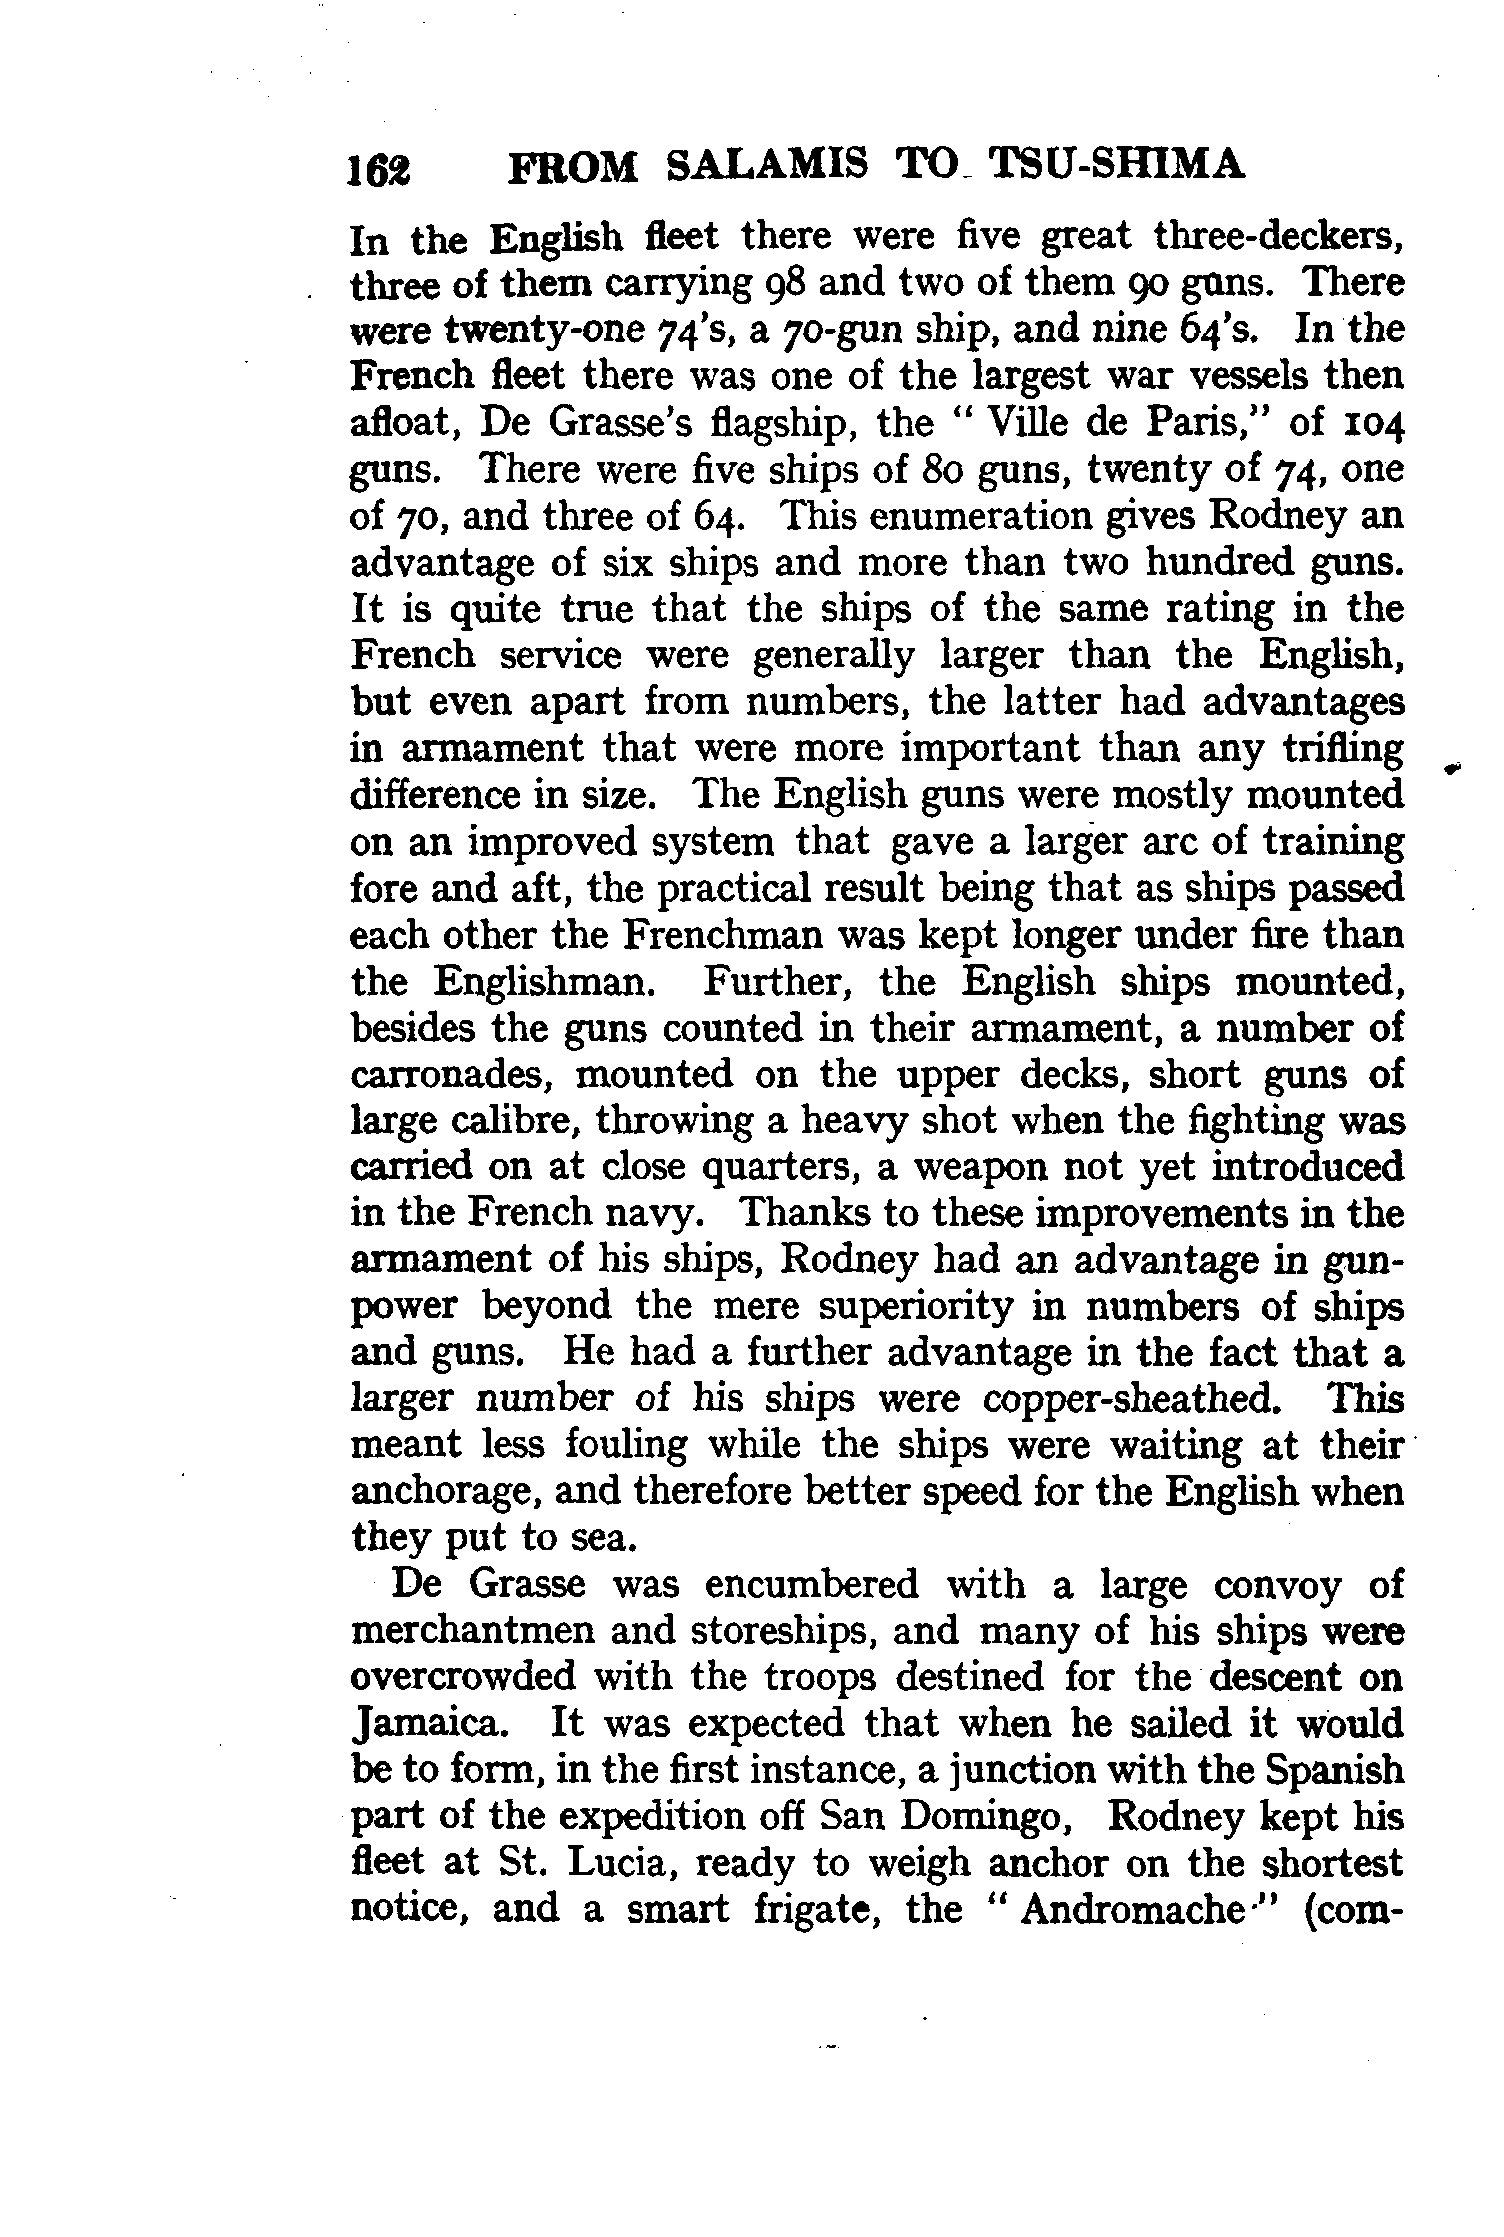 162 FROM SALAMIS TO TSU-SHIMA
In the English fleet there were five great three-deckers,
three of them carrying 98 and two of them 90 guns. There
were twenty-one 74's, a 70-gun ship, and nine 64's. In the
French fleet there was one of the largest war vessels then
afloat, De Grasse's flagship, the " Ville de Paris," of 104
guns. There were five ships of 80 guns, twenty of 74, one
of 70, and three of 64. This enumeration gives Rodney an
advantage of six ships and more than two hundred guns.
It is quite true that the ships of the same rating in the
French service were generally larger than the English,
but even apart from numbers, the latter had advantages
in armament that were more important than any trifling
difference in size. The English guns were mostly mounted
on an improved system that gave a larger arc of training
fore and aft, the practical result being that as ships passed
each other the Frenchman was kept longer under fire than
the Englishman. Further, the English ships mounted,
besides the guns counted in their armament, a number of
carronades, mounted on the upper decks, short guns of
large calibre, throwing a heavy shot when the fighting was
carried on at close quarters, a weapon not yet introduced
in the French navy. Thanks to these improvements in the
armament of his ships, Rodney had an advantage in gun-
power beyond the mere superiority in numbers of ships
and guns. He had a further advantage in the fact that a
larger number of his ships were copper-sheathed. This
meant less fouling while the ships were waiting at their
anchorage, and therefore better speed for the English when
they put to sea.
De Grasse was encumbered with a large convoy of
merchantmen and storeships, and many of his ships were
overcrowded with the troops destined for the descent on
Jamaica. It was expected that when he sailed it would
be to form, in the first instance, a junction with the Spanish
part of the expedition off San Domingo, Rodney kept his
fleet at St. Lucia, ready to weigh anchor on the shortest
notice, and a smart frigate, the " Andromache " (com-